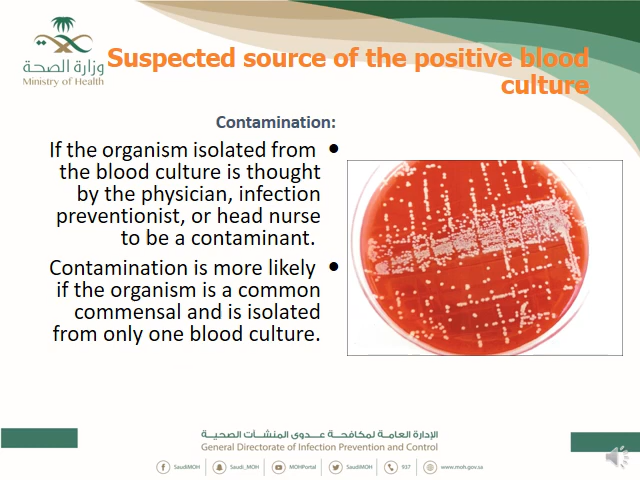 وزارة الصحة
Ministry of Health
Suspected source of the positive blood
culture
Contamination:
• If the organism isolated from
the blood culture is thought
by the physician, infection
preventionist, or head nurse
to be a contaminant.
• Contamination is more likely
if the organism is a common
commensal and is isolated
from only one blood culture.
الإدارة العامة لمكافحة عدوى المنشآت الصحية
General Directorate of Infection Prevention and Control
SaudiMOH
Saudi_MOH
MOHPortal
SaudiMOH
937
www.moh.gov.sa